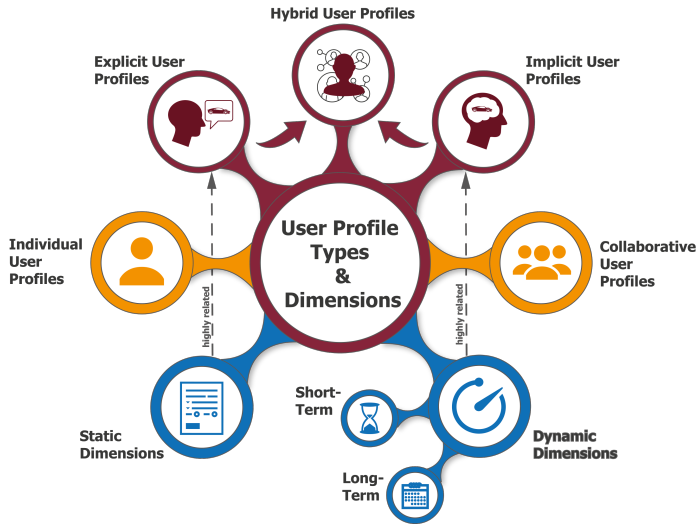 Hybrid User Profiles
Explicit User
Profiles
Implicit User
Profiles
Individual
User
Profiles
User Profile
Types
&
Dimensions
Collaborative
User
Profiles
highly related
highly related
Short-
Term
Static
Dimensions
Dynamic
Dimensions
Long-
Term